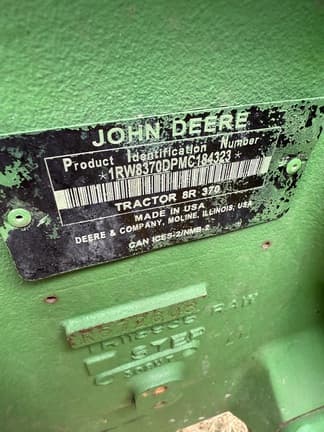 JOHN DEERE
Product Identification Number
*1RW8370DPMC184323*
TRACTOR 8R 370
MADE IN USA
DEERE & COMPANY, MOLINE, ILLINOIS, USA
CAN ICES-2/NMB-2